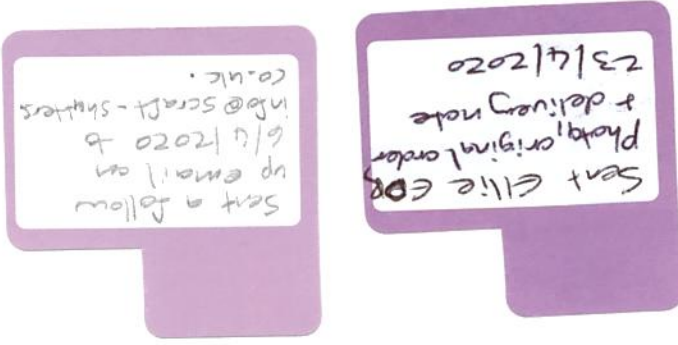 Sent Ellie
photo, original order
+ delivery note
23/4/2020
Sent a follow
up email on
6/4/2020 to
info@scraft-shutters.
co.uk.